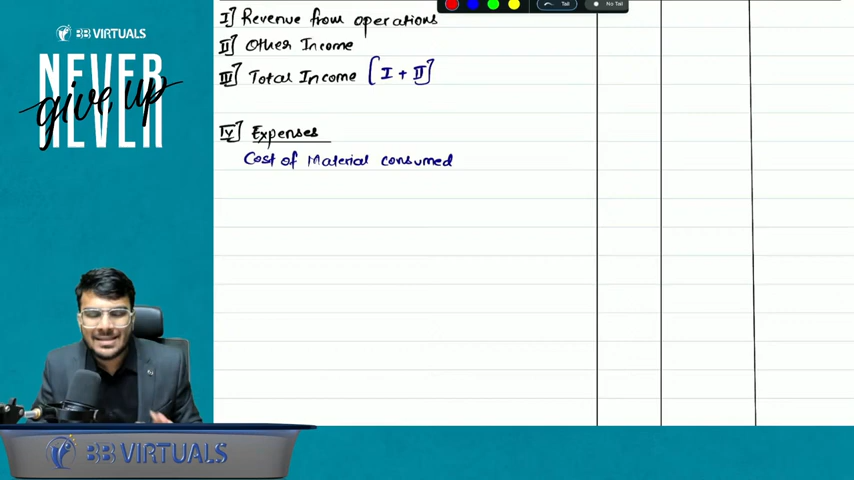 BB VIRTUALS
NEVER
give up
NEVER
I] Revenue from operations
II] Other Income
III] Total Income [I + II]
IV] Expenses
Cost of Material consumed
Tail
No Tail
BB VIRTUALS